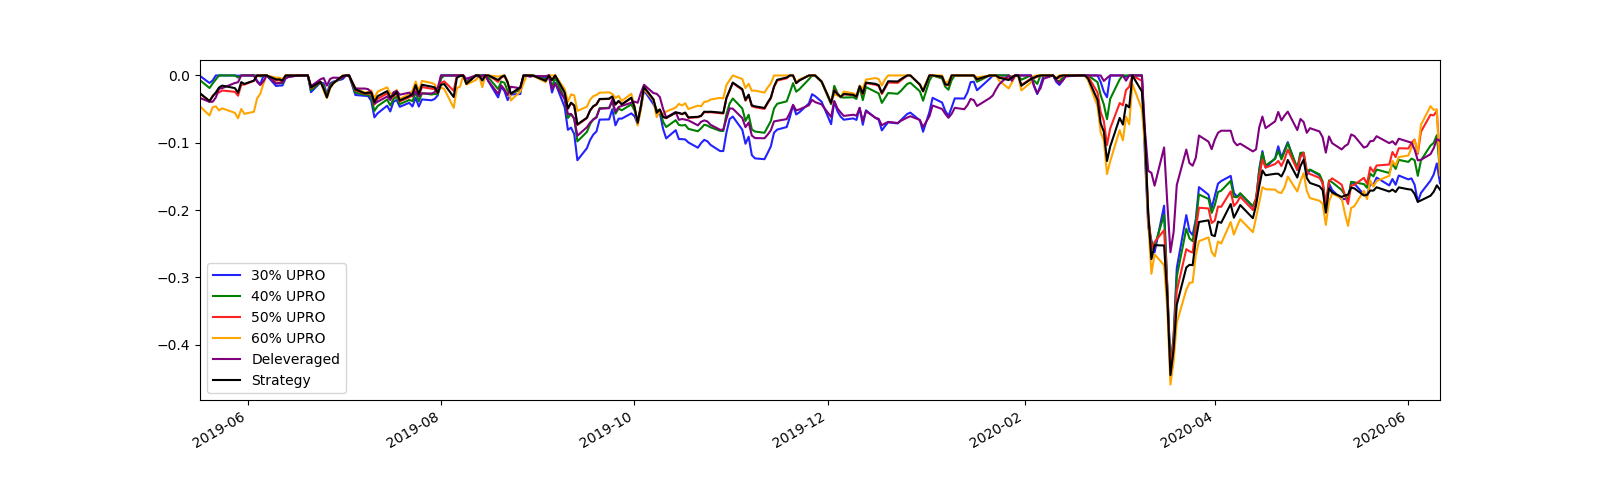 0.0
−0.1
−0.2
−0.3
−0.4
30% UPRO
40% UPRO
50% UPRO
60% UPRO
Deleveraged
Strategy
2019-06
2019-08
2019-10
2019-12
2020-02
2020-04
2020-06